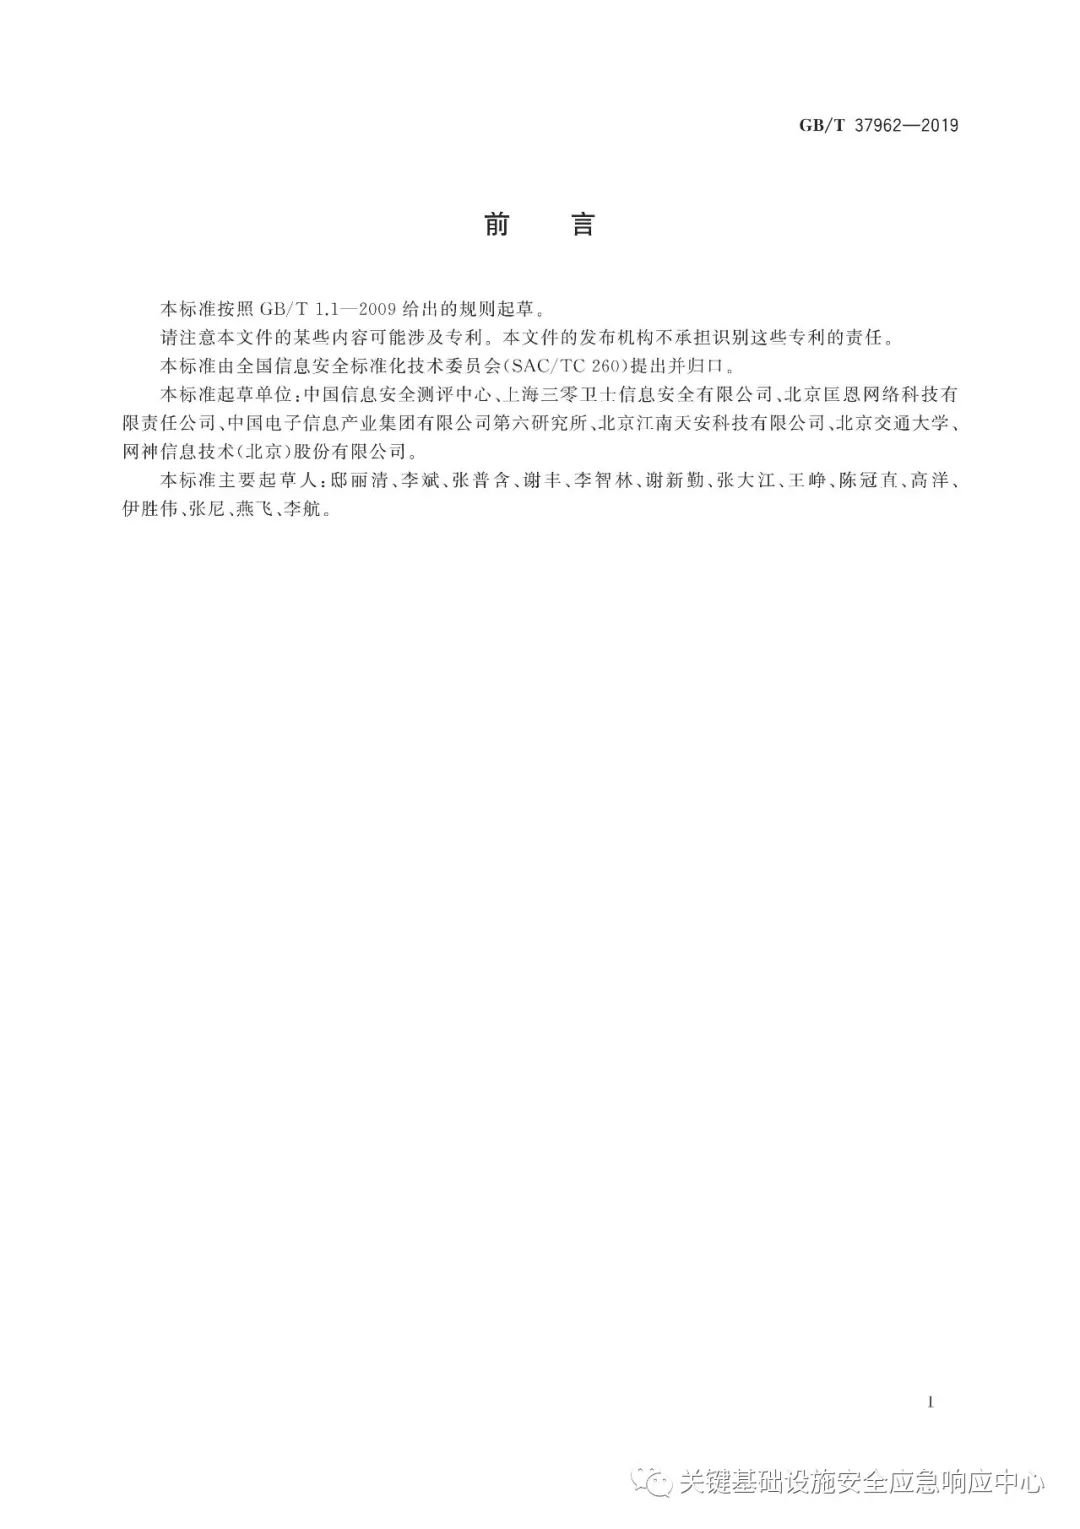 GB/T 37962—2019
前言
本标准按照 GB/T 1.1—2009 给出的规则起草。
请注意本文件的某些内容可能涉及专利。本文件的发布机构不承担识别这些专利的责任。
本标准由全国信息安全标准化技术委员会(SAC/TC 260)提出并归口。
本标准起草单位:中国信息安全测评中心、上海三零卫士信息安全有限公司、北京匡恩网络科技有
限责任公司、中国电子信息产业集团有限公司第六研究所、北京江南天安科技有限公司、北京交通大学、
网神信息技术(北京)股份有限公司。
本标准主要起草人:邸丽清、李斌、张普含、谢丰、李智林、谢新勤、张大江、王峥、陈冠直、高洋、
伊胜伟、张尼、燕飞、李航。
I
关键基础设施安全应急响应中心